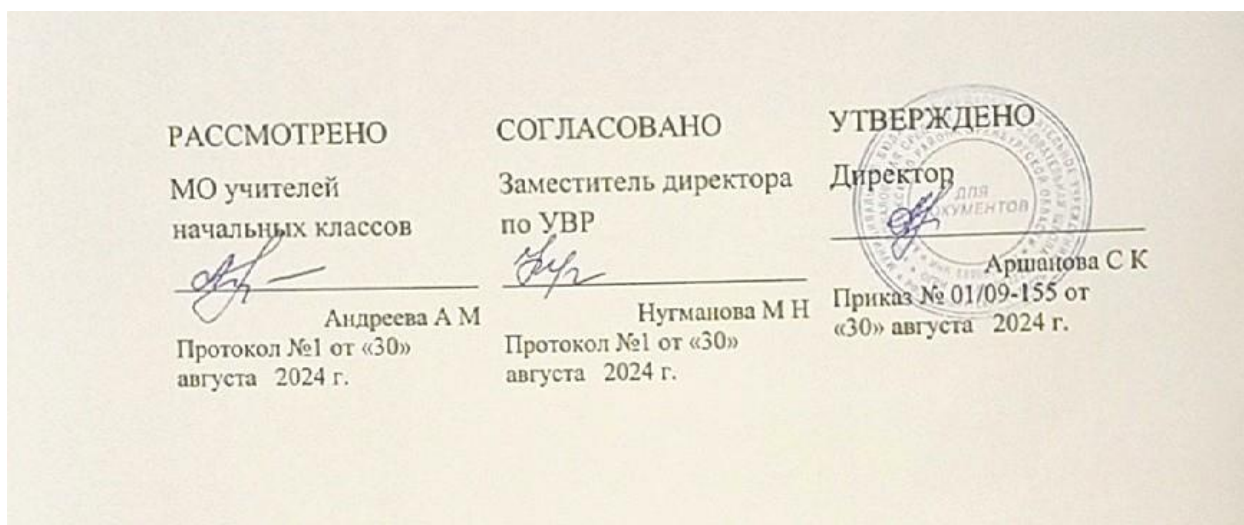 РАССМОТРЕНО
МО учителей
начальных классов
Андреева А М
Протокол №1 от «30»
августа 2024 г.
СОГЛАСОВАНО
Заместитель директора
по УВР
Нугманова М Н
Протокол №1 от «30»
августа 2024 г.
УТВЕРЖДЕНО
Директор
ДЛЯ
ДОКУМЕНТОВ
Аршанова С К
Приказ № 01/09-155 от
«30» августа 2024 г.